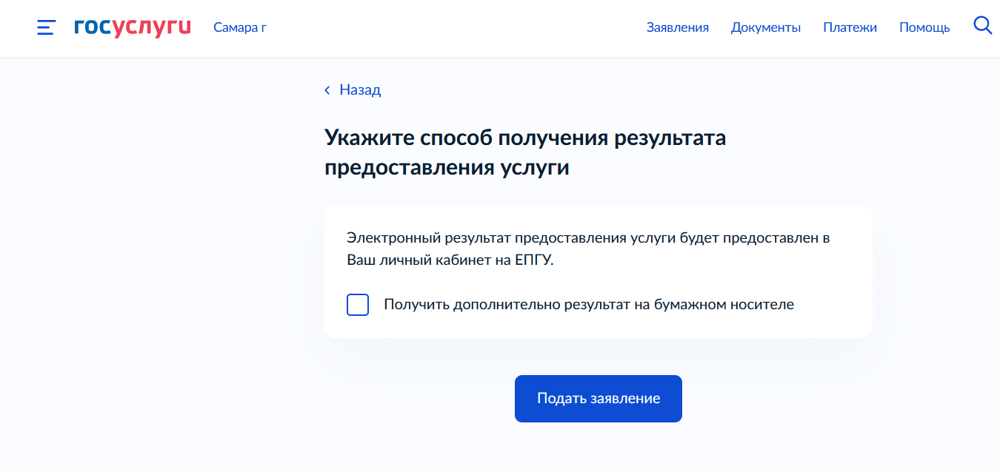 госуслуги Самара г Заявления Документы Платежи Помощь
Назад
Укажите способ получения результата
предоставления услуги
Электронный результат предоставления услуги будет предоставлен в
Ваш личный кабинет на ЕПГУ.
Получить дополнительно результат на бумажном носителе
Подать заявление